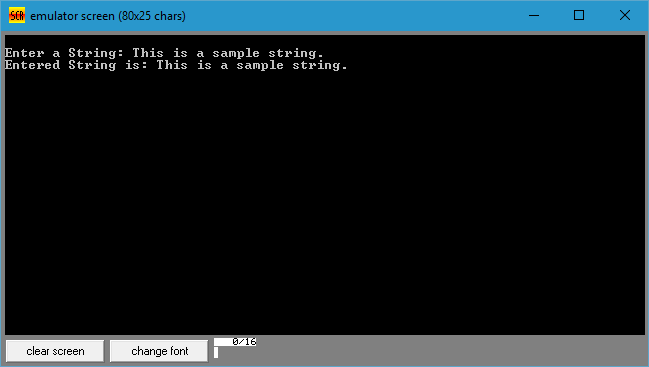 SCR emulator screen (80x25 chars)
Enter a String: This is a sample string.
Entered String is: This is a sample string.
clear screen change font 0/16